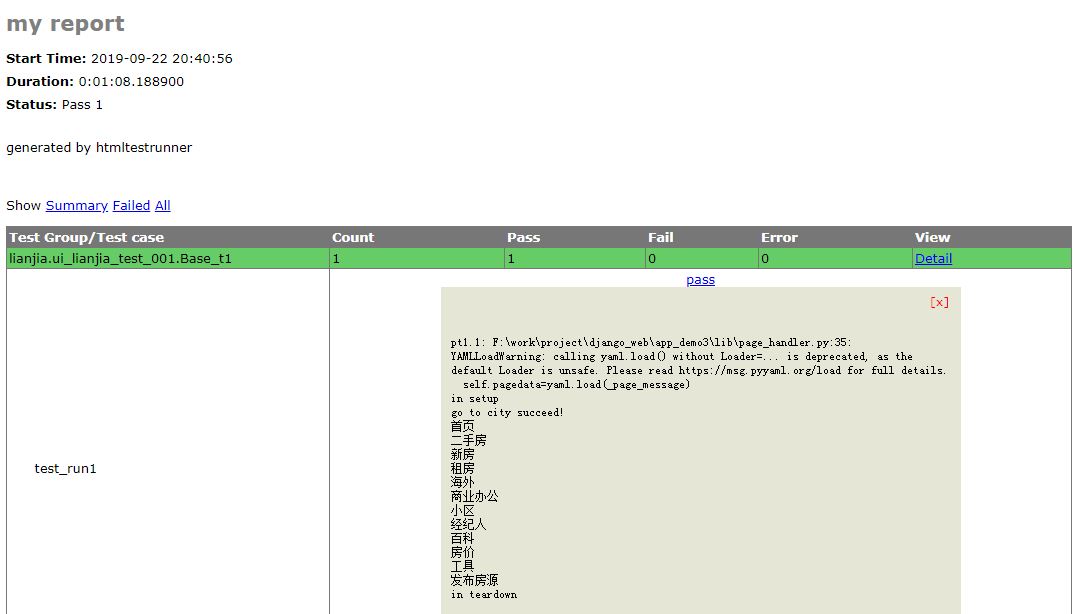 my report
Start Time: 2019-09-22 20:40:56
Duration: 0:01:08.188900
Status: Pass 1
generated by htmltestrunner
Show Summary Failed All
Test Group/Test case Count Pass Fail Error View
lianjia.ui_lianjia_test_001.Base_t1 1 1 0 0 Detail
pass
[x]
pt1.1: F:\work\project\django_web\app_demo3\lib\page_handler.py:35:
YAMLLoadWarning: calling yaml.load() without Loader=... is deprecated, as the
default Loader is unsafe. Please read https://msg.pyyaml.org/load for full details.
self.pagedata=yaml.load(_page_message)
in setup
go to city succeed!
首页
二手房
新房
租房
海外
商业办公
小区
经纪人
百科
房价
工具
发布房源
in teardown
test_run1